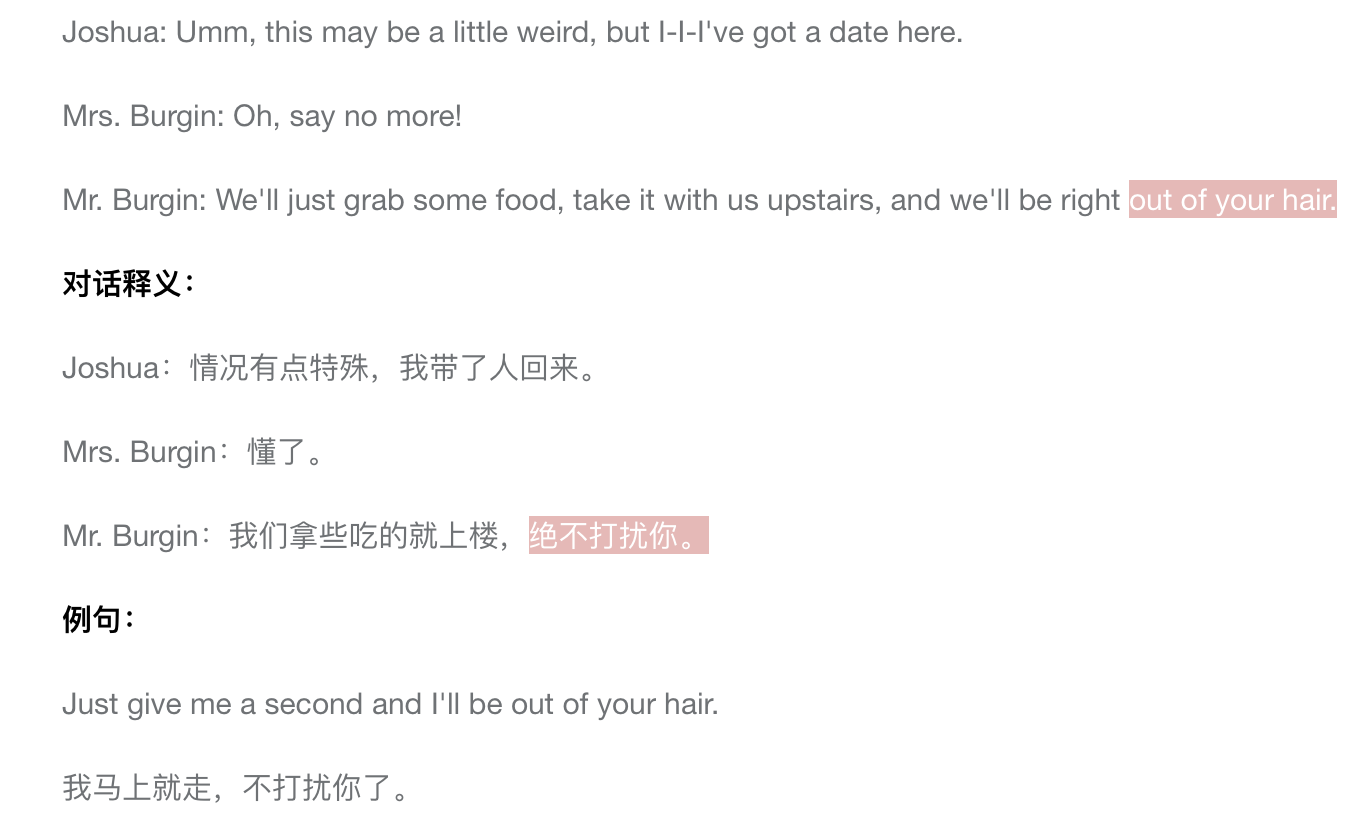 Joshua: Umm, this may be a little weird, but I-I-I've got a date here.
Mrs. Burgin: Oh, say no more!
Mr. Burgin: We'll just grab some food, take it with us upstairs, and we'll be right out of your hair.
对话释义：
Joshua：情况有点特殊，我带了人回来。
Mrs. Burgin：懂了。
Mr. Burgin：我们拿些吃的就上楼，绝不打扰你。
例句：
Just give me a second and I'll be out of your hair.
我马上就走，不打扰你了。